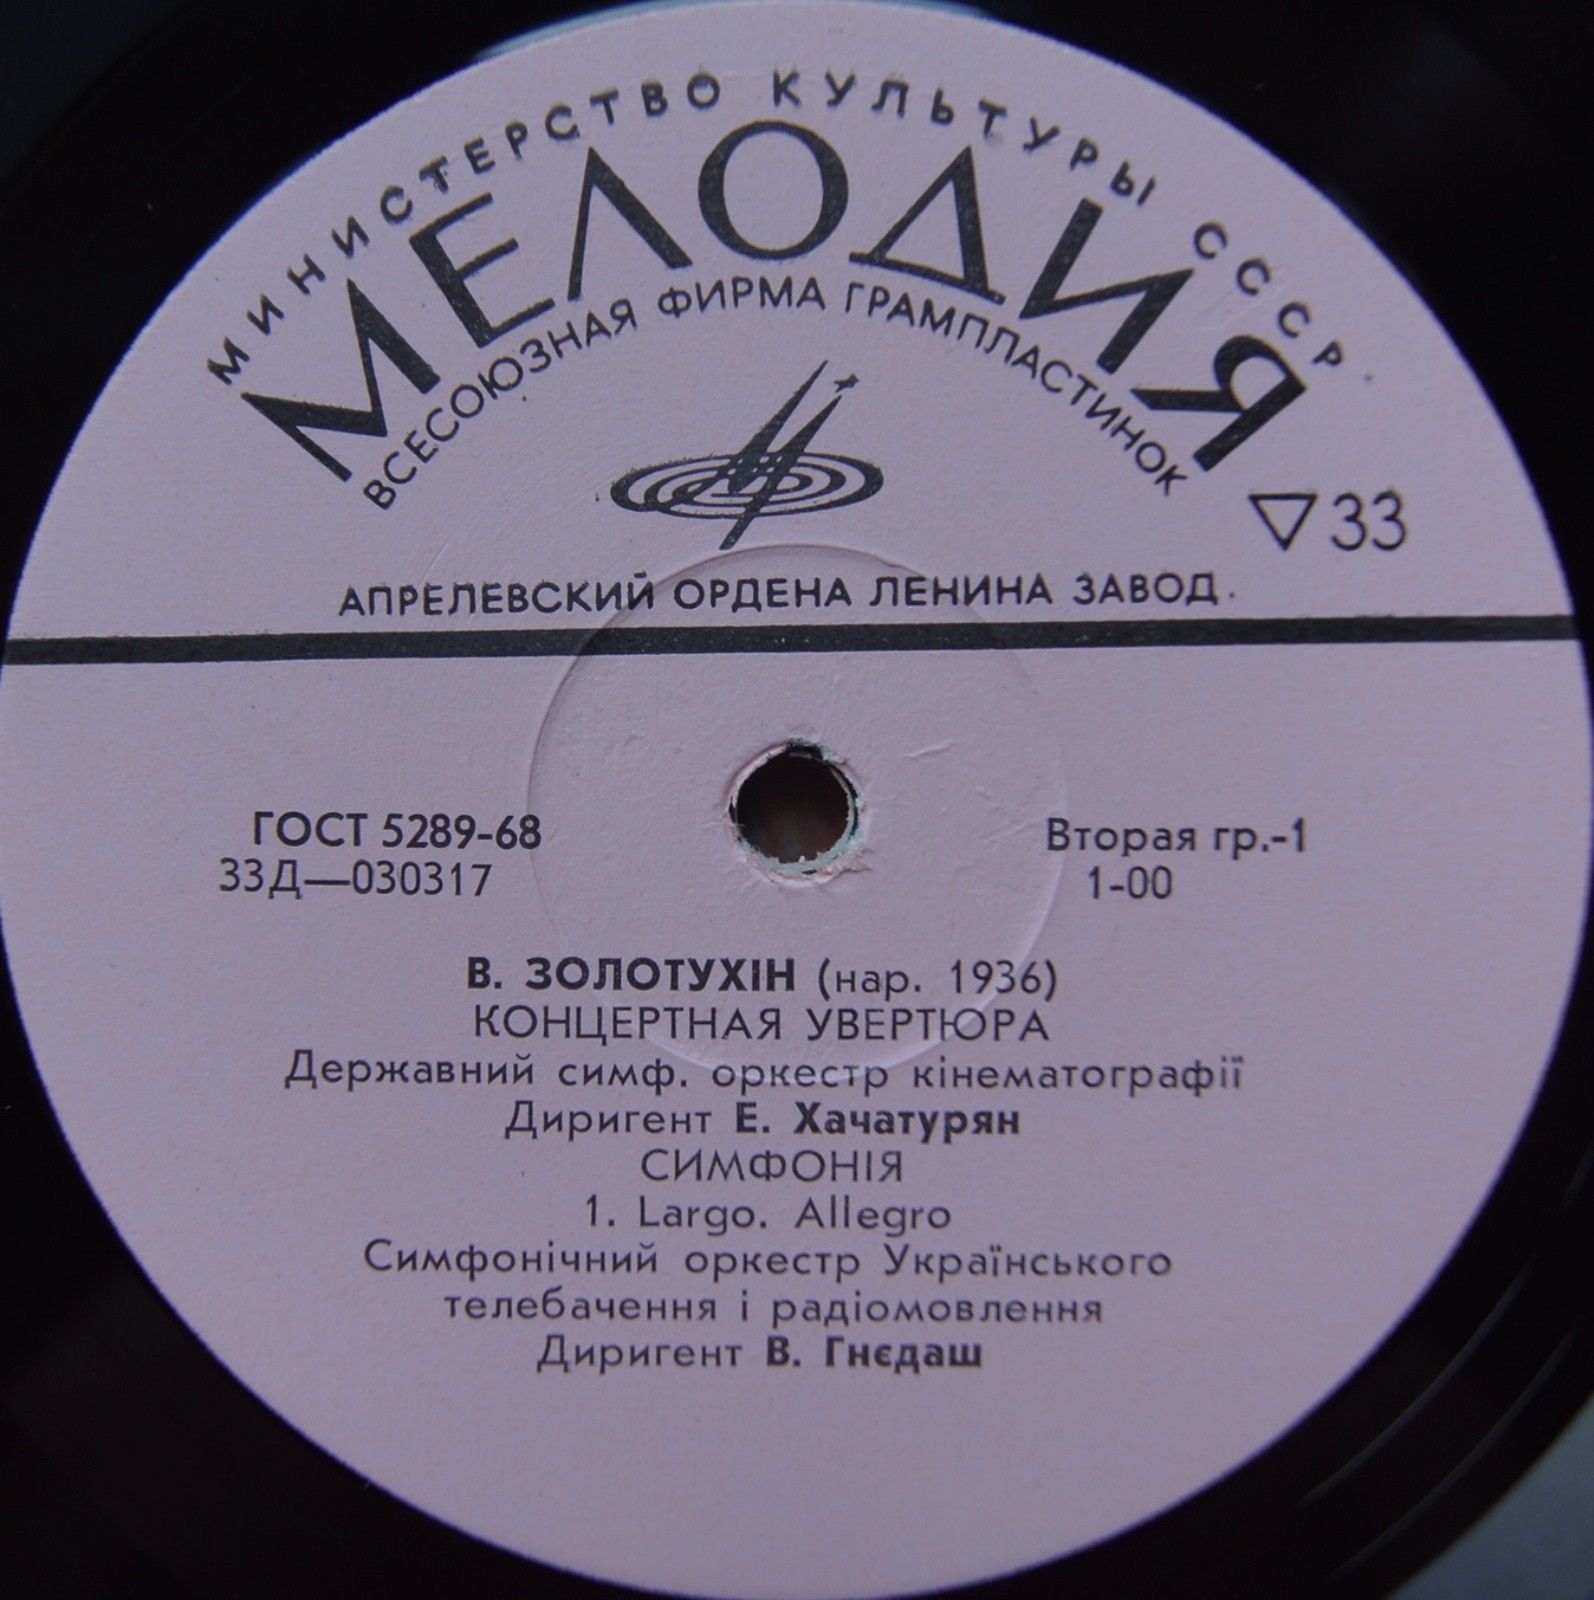 МИНИСТЕРСТВО КУЛЬТУРЫ СССР
МЕЛОДИЯ
ВСЕСОЮЗНАЯ ФИРМА ГРАМПЛАСТИНОК
▽33
АПРЕЛЕВСКИЙ ОРДЕНА ЛЕНИНА ЗАВОД.
ГОСТ 5289-68
33Д—030317
Вторая гр.-1
1-00
В. ЗОЛОТУХІН (нар. 1936)
КОНЦЕРТНАЯ УВЕРТЮРА
Державний симф. оркестр кінематографії
Диригент Е. Хачатурян
СИМФОНІЯ
1. Largo. Allegro
Симфонічний оркестр Українського
телебачення і радіомовлення
Диригент В. Гнєдаш